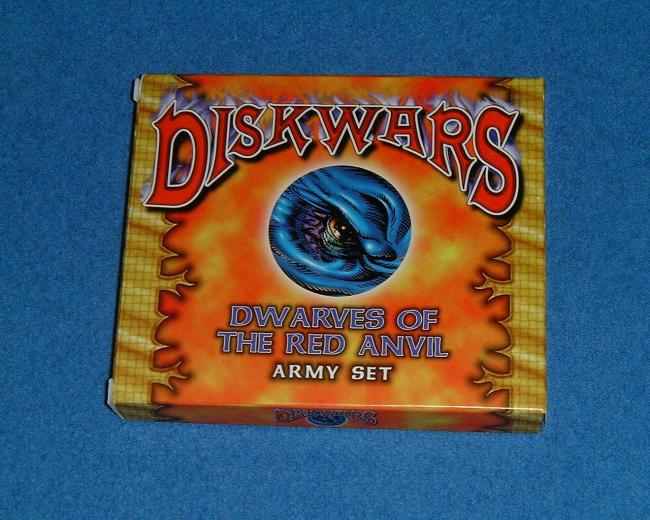 DISKWARS
DWARVES OF
THE RED ANVIL
ARMY SET
DISKWARS